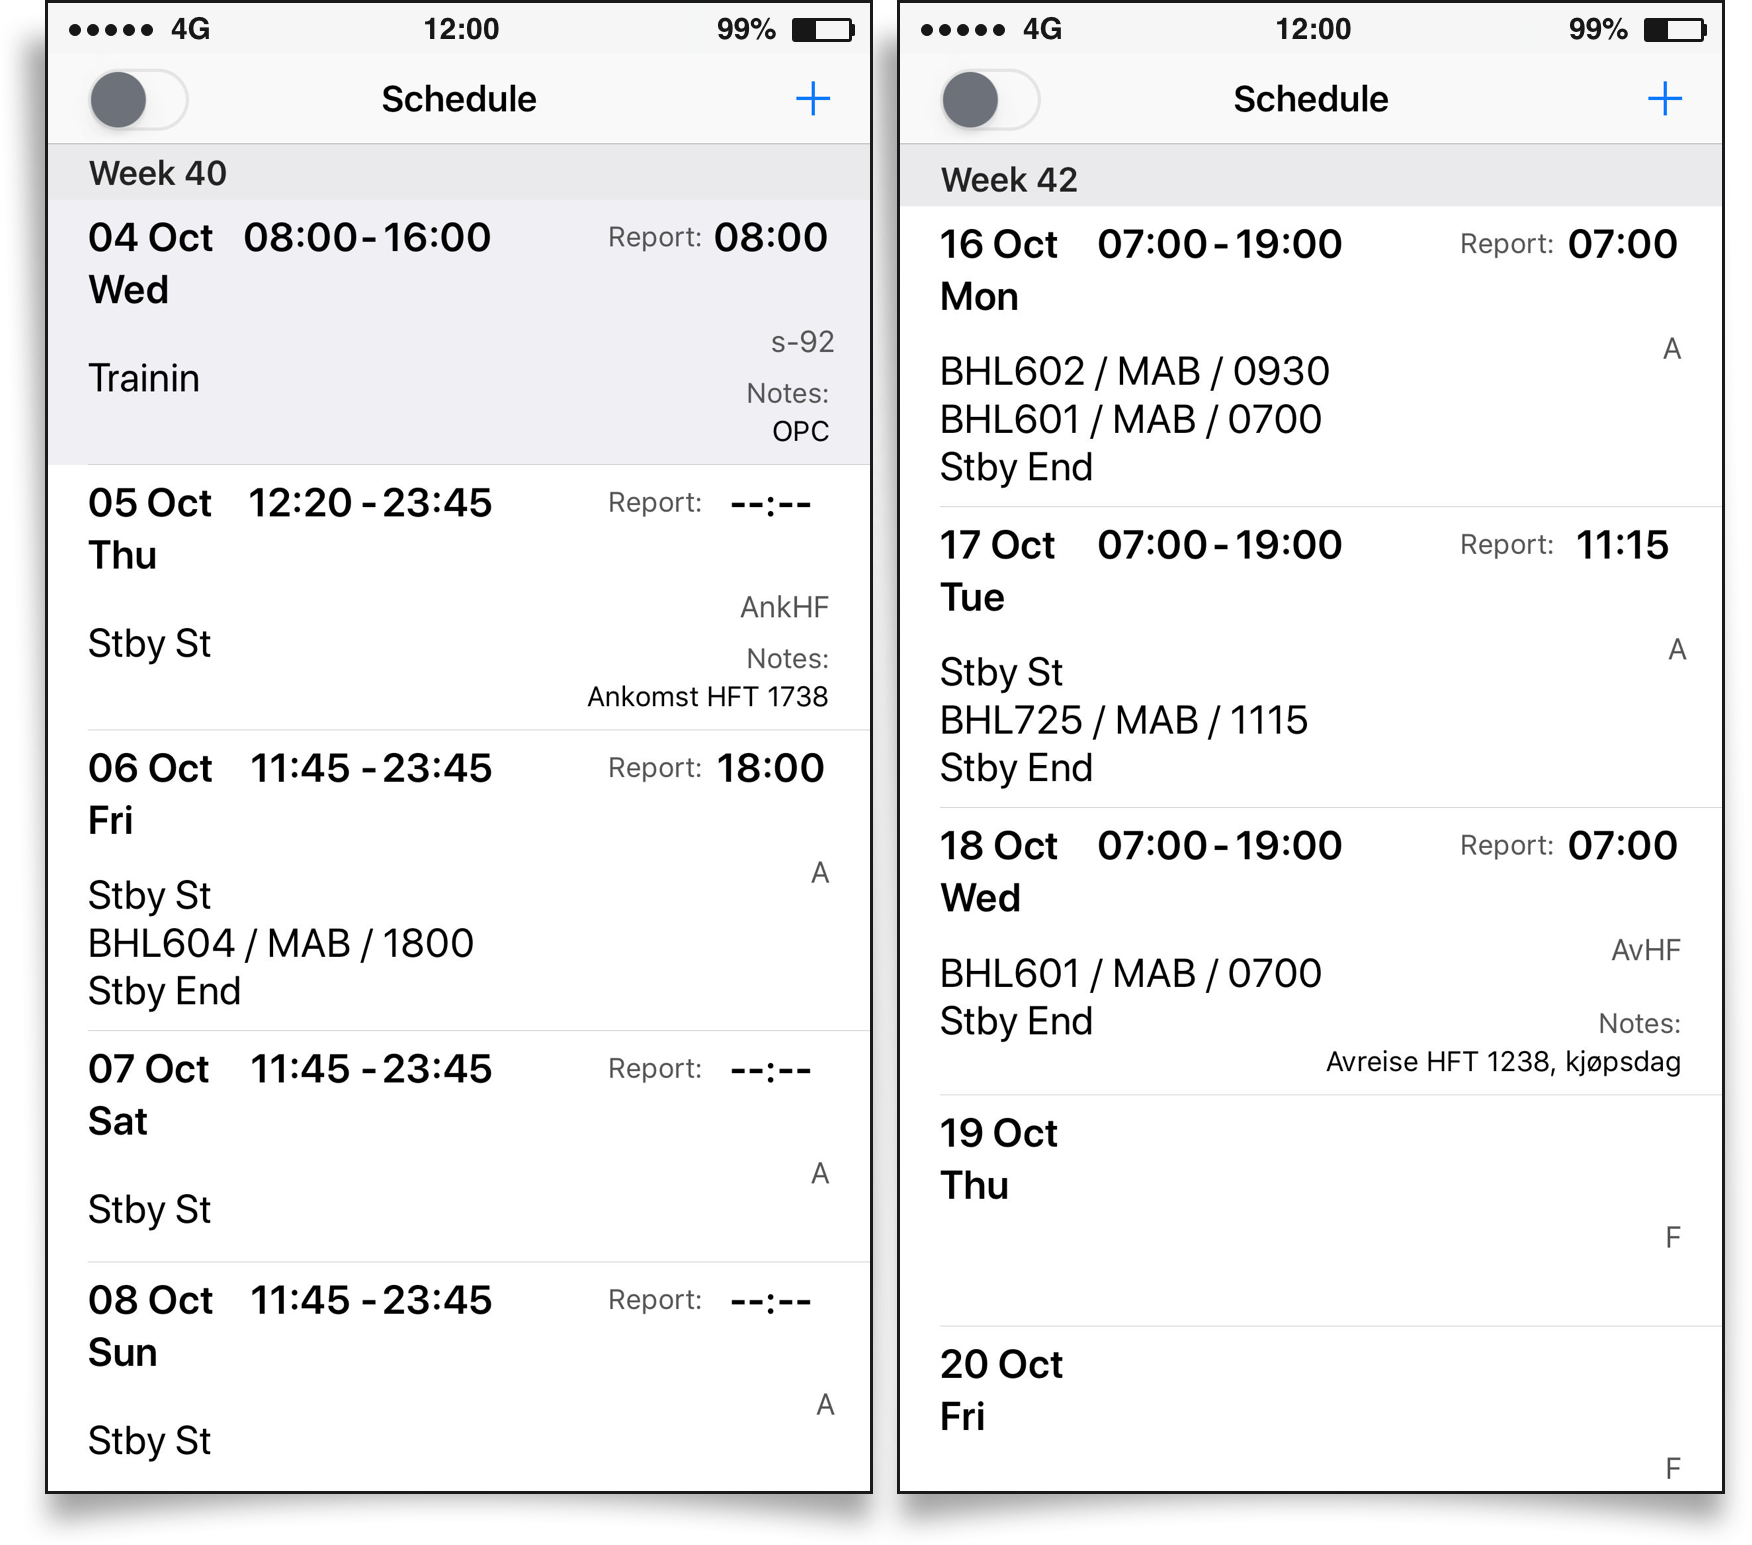 4G 12:00 99%
Schedule +
Week 40
04 Oct 08:00 - 16:00 Report: 08:00
Wed
s-92
Trainin
Notes:
OPC
05 Oct 12:20 - 23:45 Report: --:--
Thu
AnkHF
Stby St
Notes:
Ankomst HFT 1738
06 Oct 11:45 - 23:45 Report: 18:00
Fri
A
Stby St
BHL604 / MAB / 1800
Stby End
07 Oct 11:45 - 23:45 Report: --:--
Sat
A
Stby St
08 Oct 11:45 - 23:45 Report: --:--
Sun
A
Stby St
4G 12:00 99%
Schedule +
Week 42
16 Oct 07:00 - 19:00 Report: 07:00
Mon
A
BHL602 / MAB / 0930
BHL601 / MAB / 0700
Stby End
17 Oct 07:00 - 19:00 Report: 11:15
Tue
A
Stby St
BHL725 / MAB / 1115
Stby End
18 Oct 07:00 - 19:00 Report: 07:00
Wed
AvHF
BHL601 / MAB / 0700
Stby End
Notes:
Avreise HFT 1238, kjøpsdag
19 Oct
Thu
F
20 Oct
Fri
F